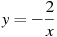 y = −2/x